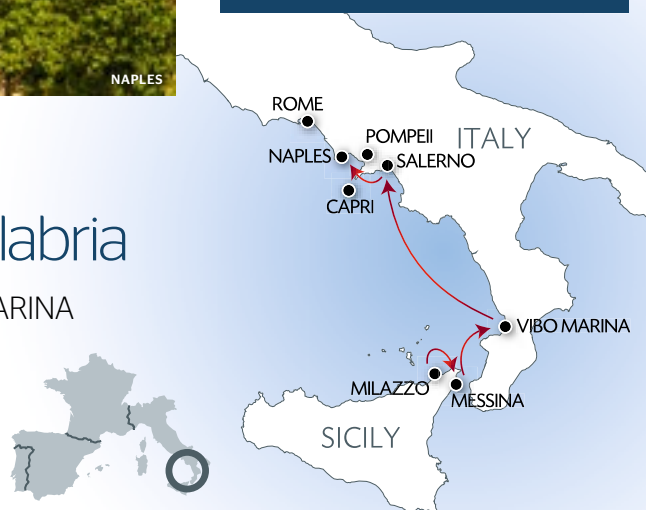 NAPLES
ROME
POMPEII
ITALY
NAPLES
SALERNO
CAPRI
labria
ARINA
VIBO MARINA
MILAZZO
MESSINA
SICILY